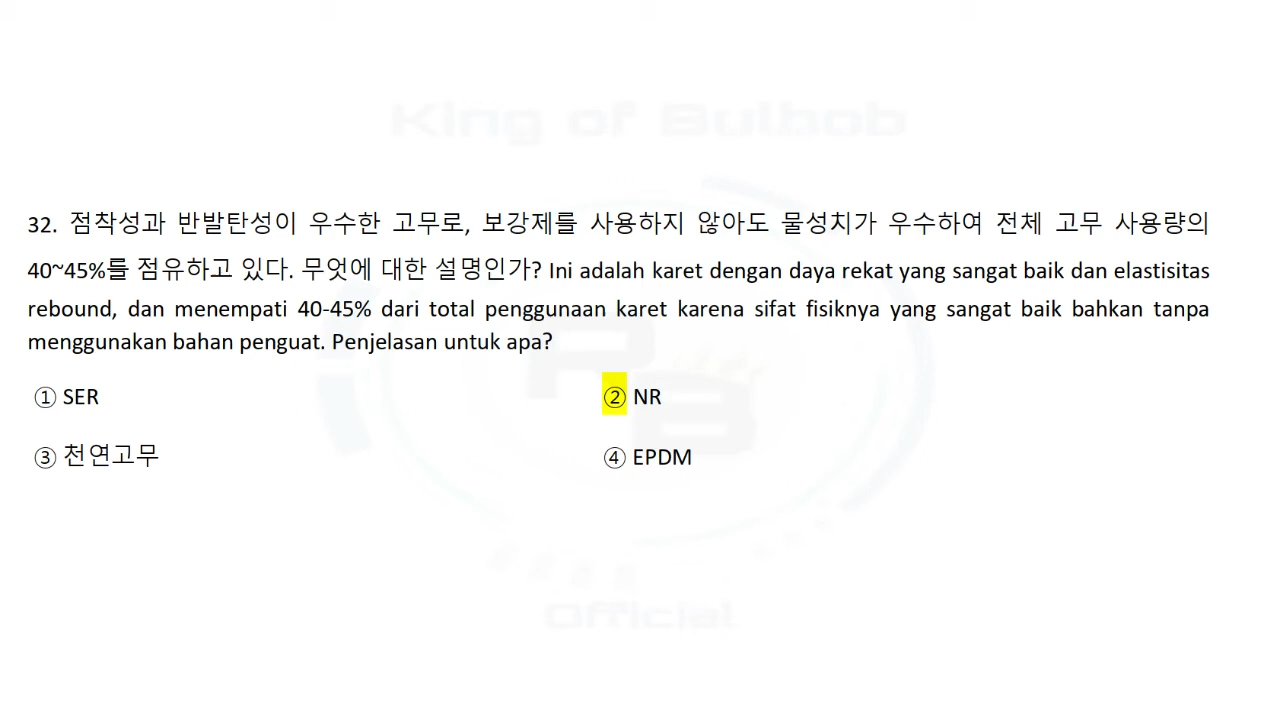 King of Bulbob
32. 점착성과 반발탄성이 우수한 고무로, 보강제를 사용하지 않아도 물성치가 우수하여 전체 고무 사용량의
40~45%를 점유하고 있다. 무엇에 대한 설명인가? Ini adalah karet dengan daya rekat yang sangat baik dan elastisitas
rebound, dan menempati 40-45% dari total penggunaan karet karena sifat fisiknya yang sangat baik bahkan tanpa
menggunakan bahan penguat. Penjelasan untuk apa?
① SER ② NR
③ 천연고무 ④ EPDM
Official